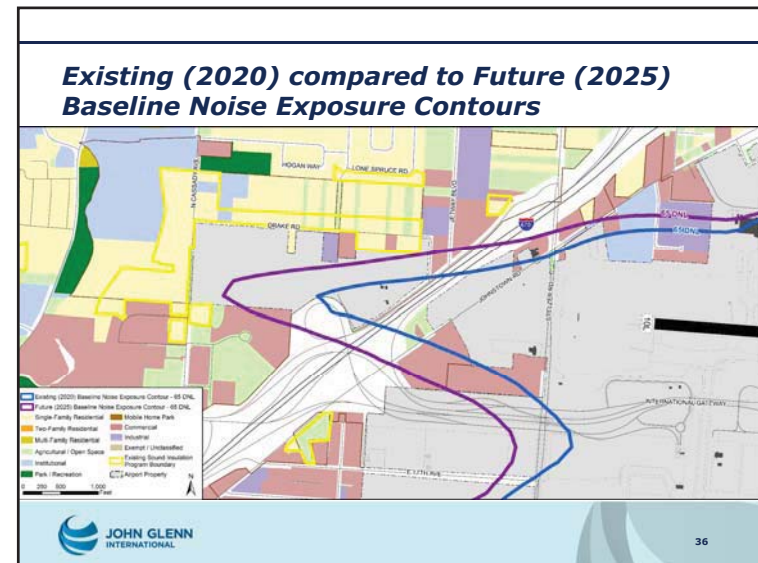 Existing (2020) compared to Future (2025)
Baseline Noise Exposure Contours
N CASSADY AVE
HOGAN WAY
LONE SPRUCE RD
DRAKE RD
JETWAY BLVD
670
65 DNL
65 DNL
JOHNSTOWN RD
STELZER RD
10L
INTERNATIONAL GATEWAY
E 17TH AVE
Existing (2020) Baseline Noise Exposure Contour - 65 DNL
Future (2025) Baseline Noise Exposure Contour - 65 DNL
Single-Family Residential
Two-Family Residential
Multi-Family Residential
Agricultural / Open Space
Institutional
Park / Recreation
Mobile Home Park
Commercial
Industrial
Exempt / Unclassified
Existing Sound Insulation
Program Boundary
Airport Property
0 250 500 1,000
Feet
N
JOHN GLENN
INTERNATIONAL
36